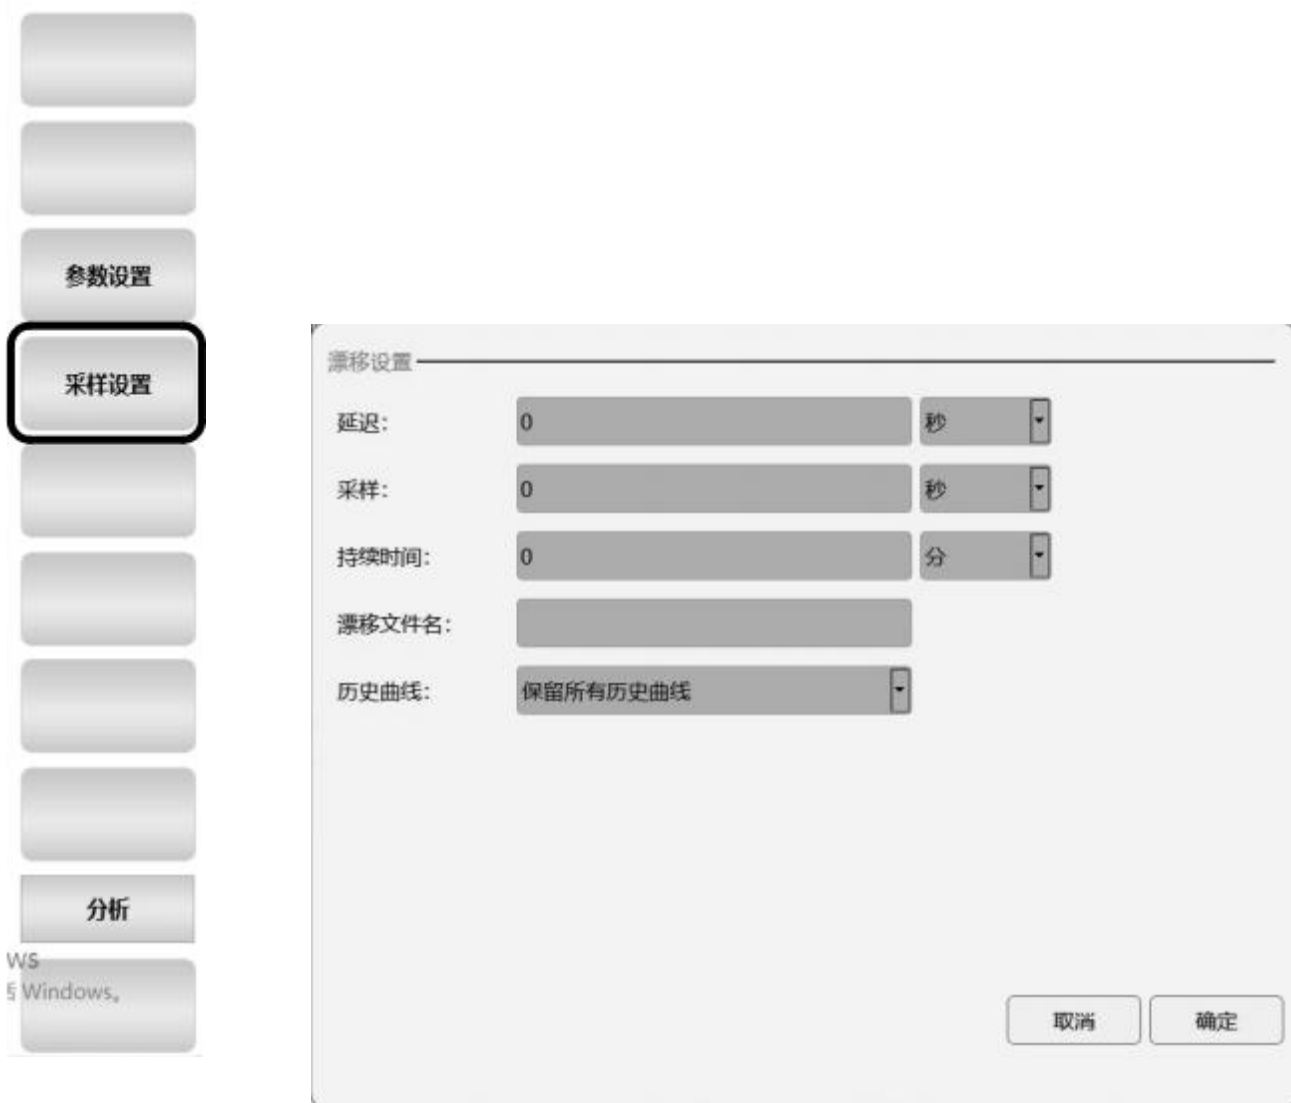 参数设置
采样设置
分析
ws
舌 Windows。
漂移设置
延迟: 0 秒
采样: 0 秒
持续时间: 0 分
漂移文件名:
历史曲线: 保留所有历史曲线
取消 确定